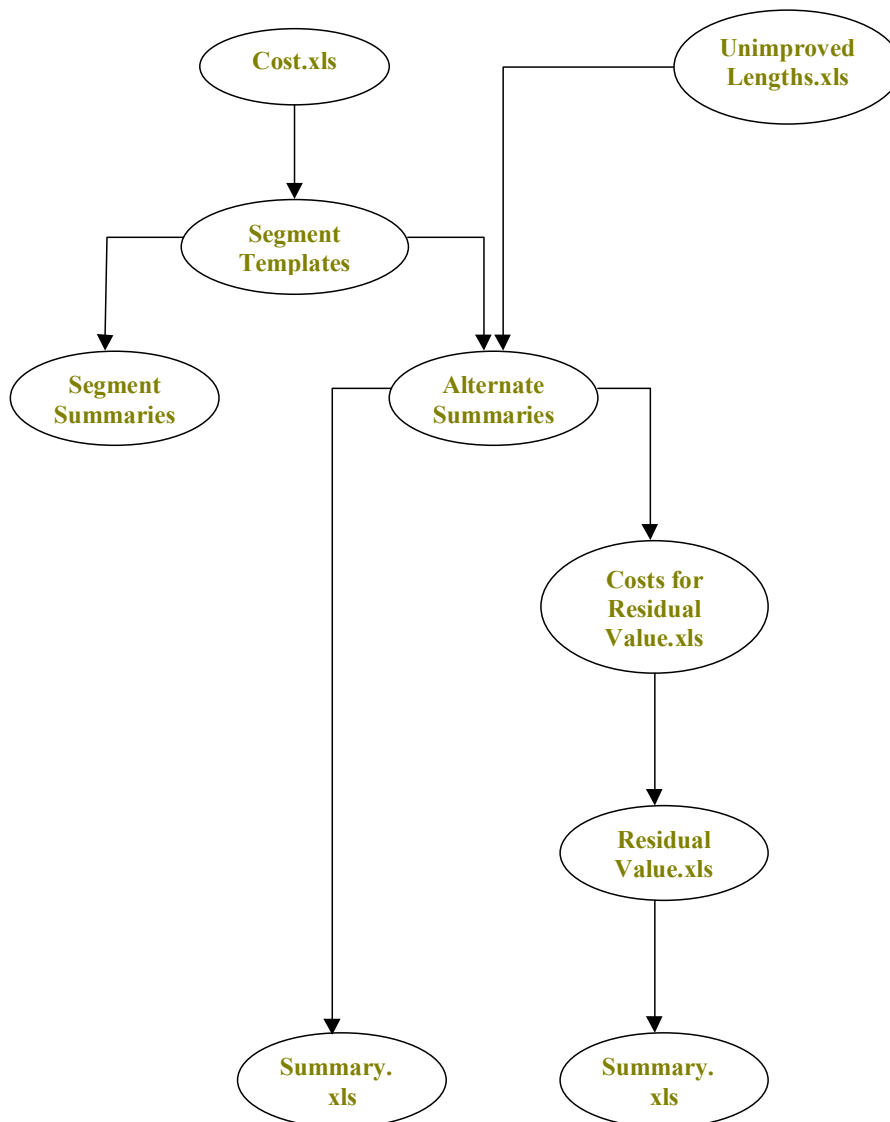 Cost.xls
Unimproved
Lengths.xls
Segment
Templates
Segment
Summaries
Alternate
Summaries
Costs for
Residual
Value.xls
Residual
Value.xls
Summary.
xls
Summary.
xls